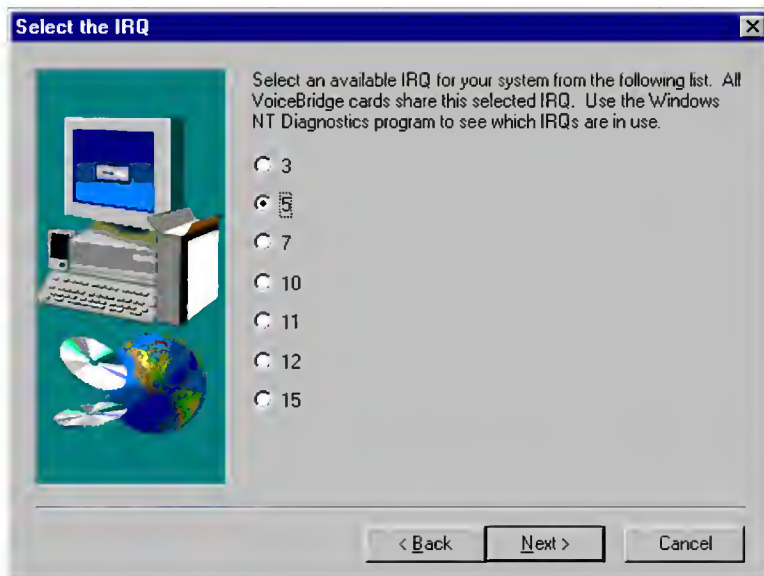 Select the IRQ
Select an available IRQ for your system from the following list. All
VoiceBridge cards share this selected IRQ. Use the Windows
NT Diagnostics program to see which IRQs are in use.
3
5
7
10
11
12
15
< Back Next > Cancel